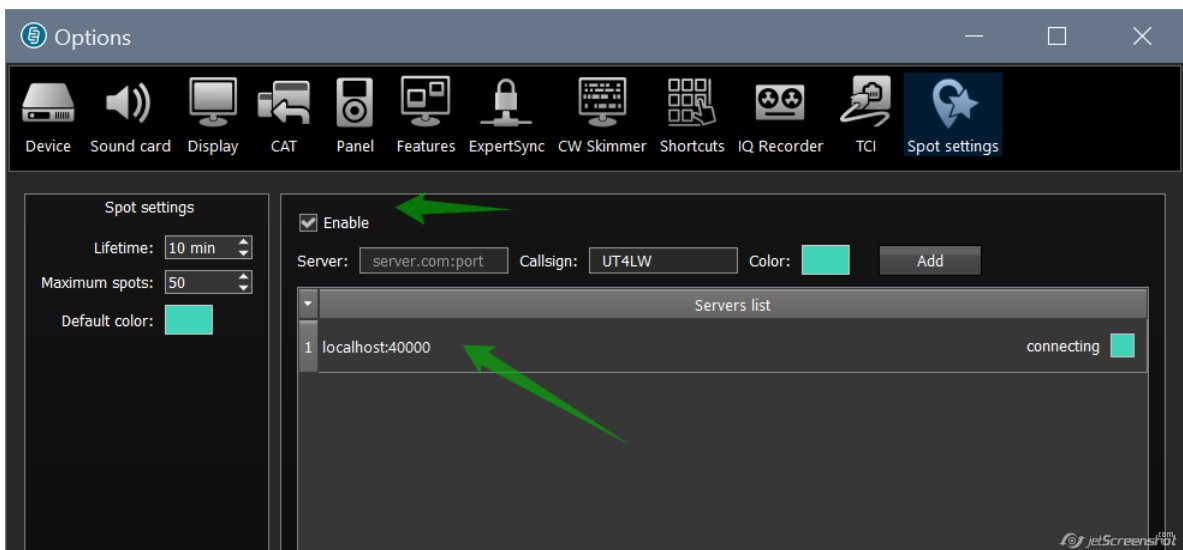 Options
Device Sound card Display CAT Panel Features ExpertSync CW Skimmer Shortcuts IQ Recorder TCI Spot settings
Spot settings
Lifetime: 10 min
Maximum spots: 50
Default color:
Enable
Server: server.com:port Callsign: UT4LW Color: Add
Servers list
1 localhost:40000 connecting
jetScreenshot.com